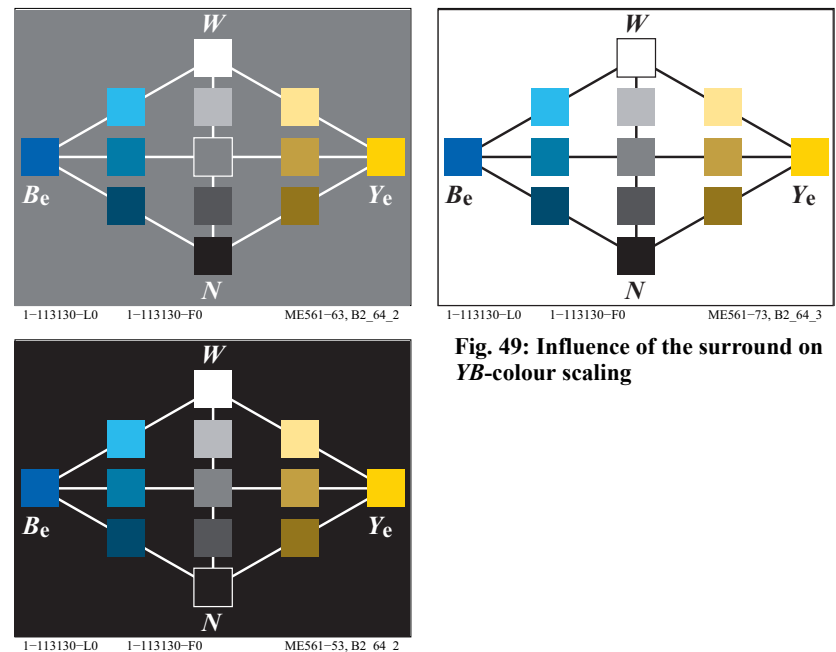 W
Be Ye
N
1−113130−L0 1−113130−F0 ME561−63, B2_64_2
W
Be Ye
N
1−113130−L0 1−113130−F0 ME561−73, B2_64_3
Fig. 49: Influence of the surround on
YB-colour scaling
W
Be Ye
N
1−113130−L0 1−113130−F0 ME561−53, B2_64_2